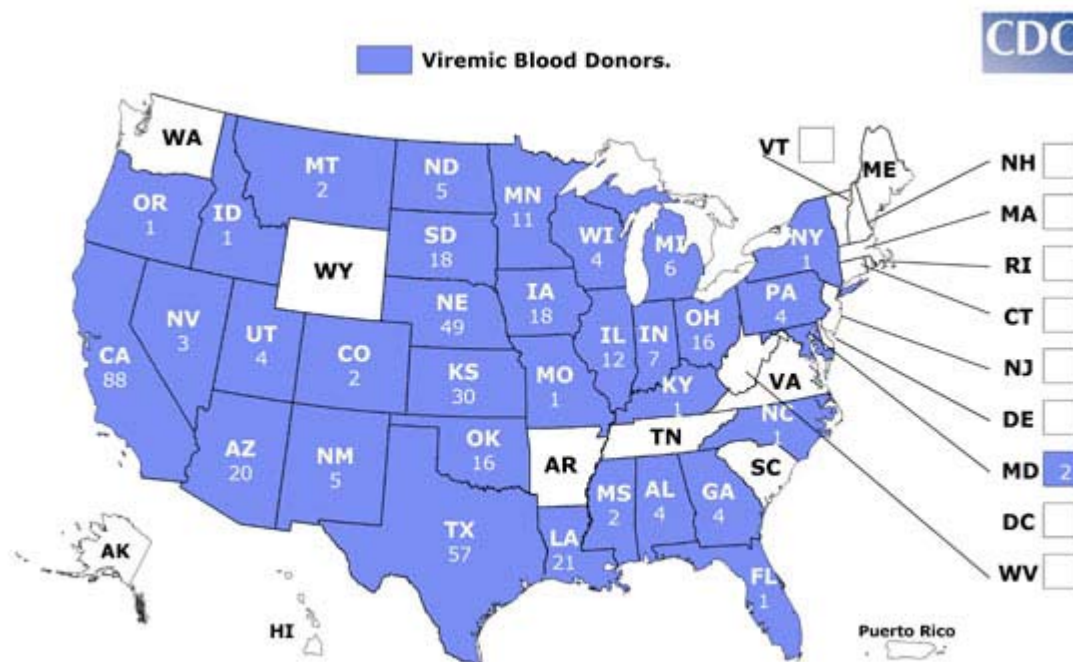 CDC
Viremic Blood Donors.
WA
MT
2
ND
5
MN
11
VT
ME
NH
OR
1
ID
1
SD
18
WI
4
MI
6
NY
1
MA
WY
RI
NE
49
IA
18
PA
4
CT
NV
3
UT
4
CO
2
IL
12
IN
7
OH
16
NJ
CA
88
KS
30
MO
1
KY
1
VA
DE
NC
1
AZ
20
NM
5
OK
16
AR
TN
SC
MD 2
MS
2
AL
4
GA
4
DC
TX
57
LA
21
WV
AK
FL
1
HI
Puerto Rico